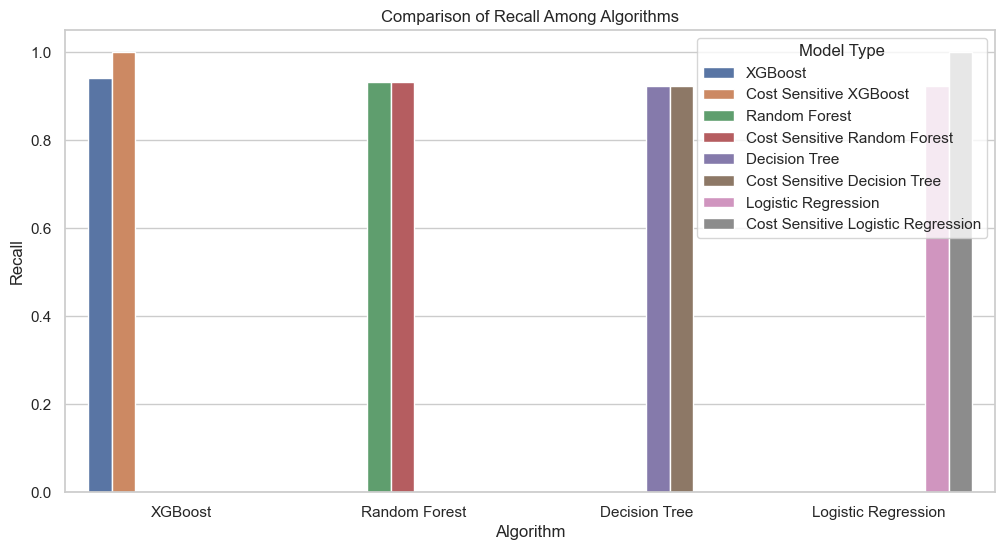 Comparison of Recall Among Algorithms
Model Type
XGBoost
Cost Sensitive XGBoost
Random Forest
Cost Sensitive Random Forest
Decision Tree
Cost Sensitive Decision Tree
Logistic Regression
Cost Sensitive Logistic Regression
Recall
1.0
0.8
0.6
0.4
0.2
0.0
XGBoost
Random Forest
Decision Tree
Logistic Regression
Algorithm